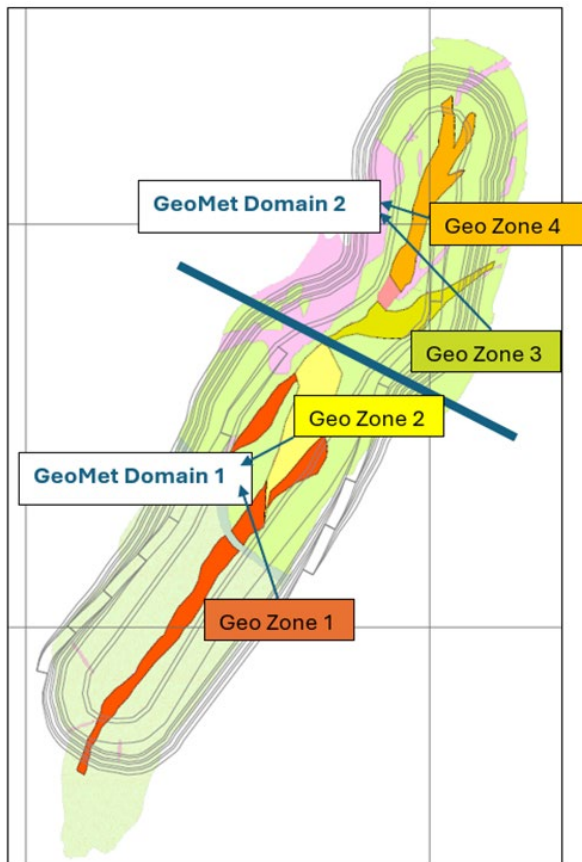 GeoMet Domain 2
Geo Zone 4
Geo Zone 3
Geo Zone 2
GeoMet Domain 1
Geo Zone 1